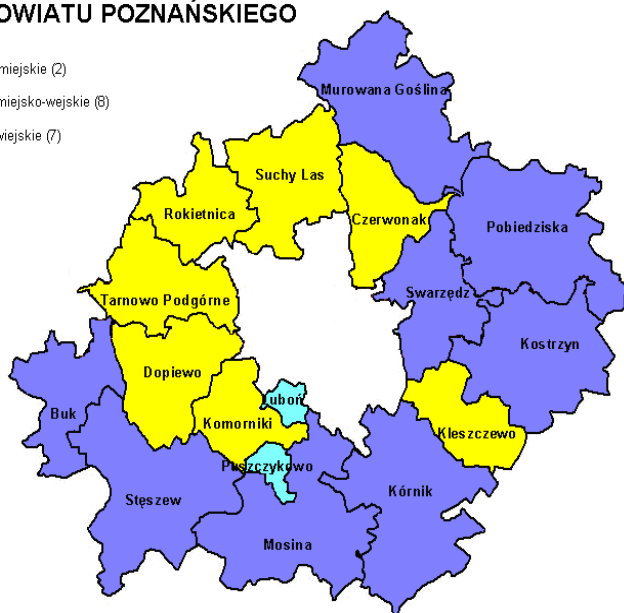 OWIATU POZNAŃSKIEGO
miejskie (2)
miejsko-wejskie (8)
wiejskie (7)
Murowana Goślina
Suchy Las
Rokietnica
Czerwonak
Pobiedziska
Tarnowo Podgórne
Swarzędz
Kostrzyn
Dopiewo
Luboń
Buk
Komorniki
Kleszczewo
Puszczykowo
Stęszew
Kórnik
Mosina